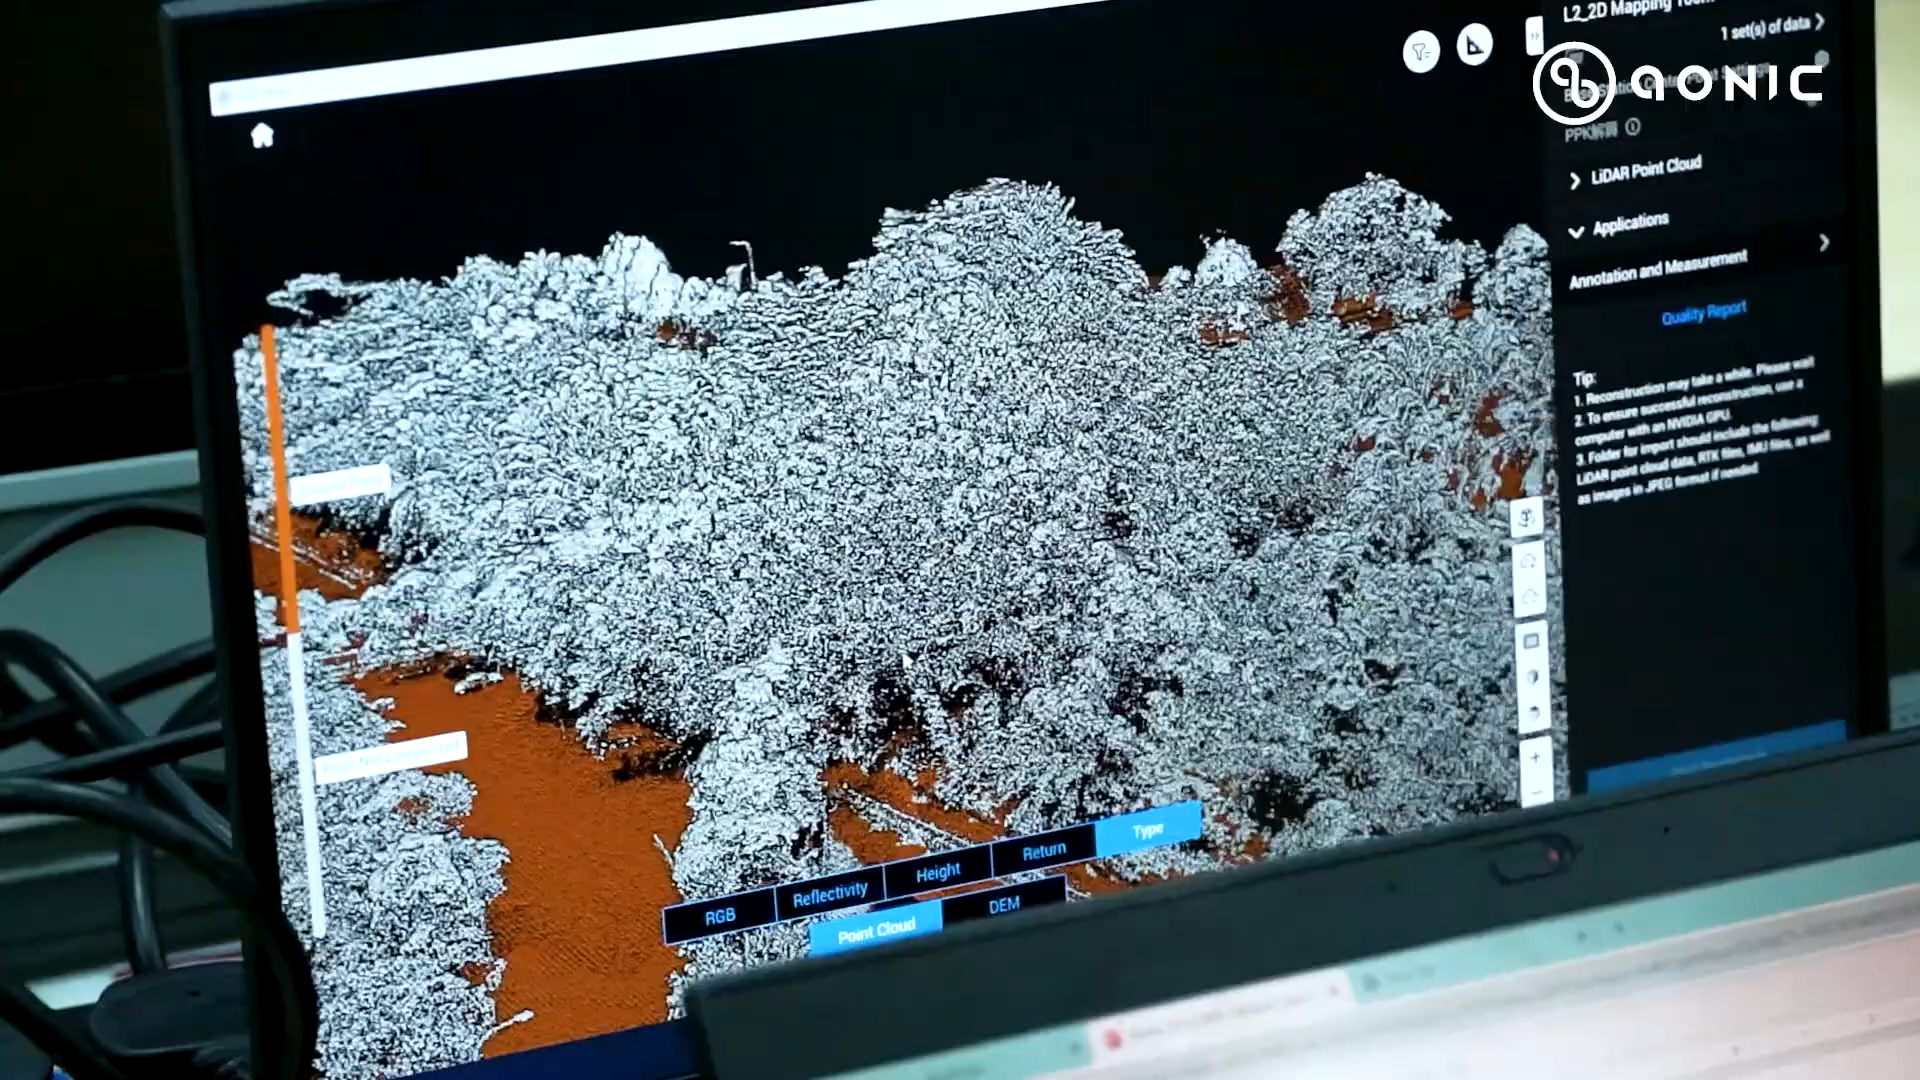 L2_2D Mapping
1 set(s) of data
AONIC
LiDAR Point Cloud
Applications
Annotation and Measurement
Quality Report
Tip:
1. Reconstruction may take a while. Please wait
2. To ensure successful reconstruction, use a
computer with an NVIDIA GPU.
3. Folder for import should include the following
LiDAR point cloud data, RTK files, IMU files, as well
as images in JPEG format if needed
RGB
Reflectivity
Height
Return
Type
Point Cloud
DEM